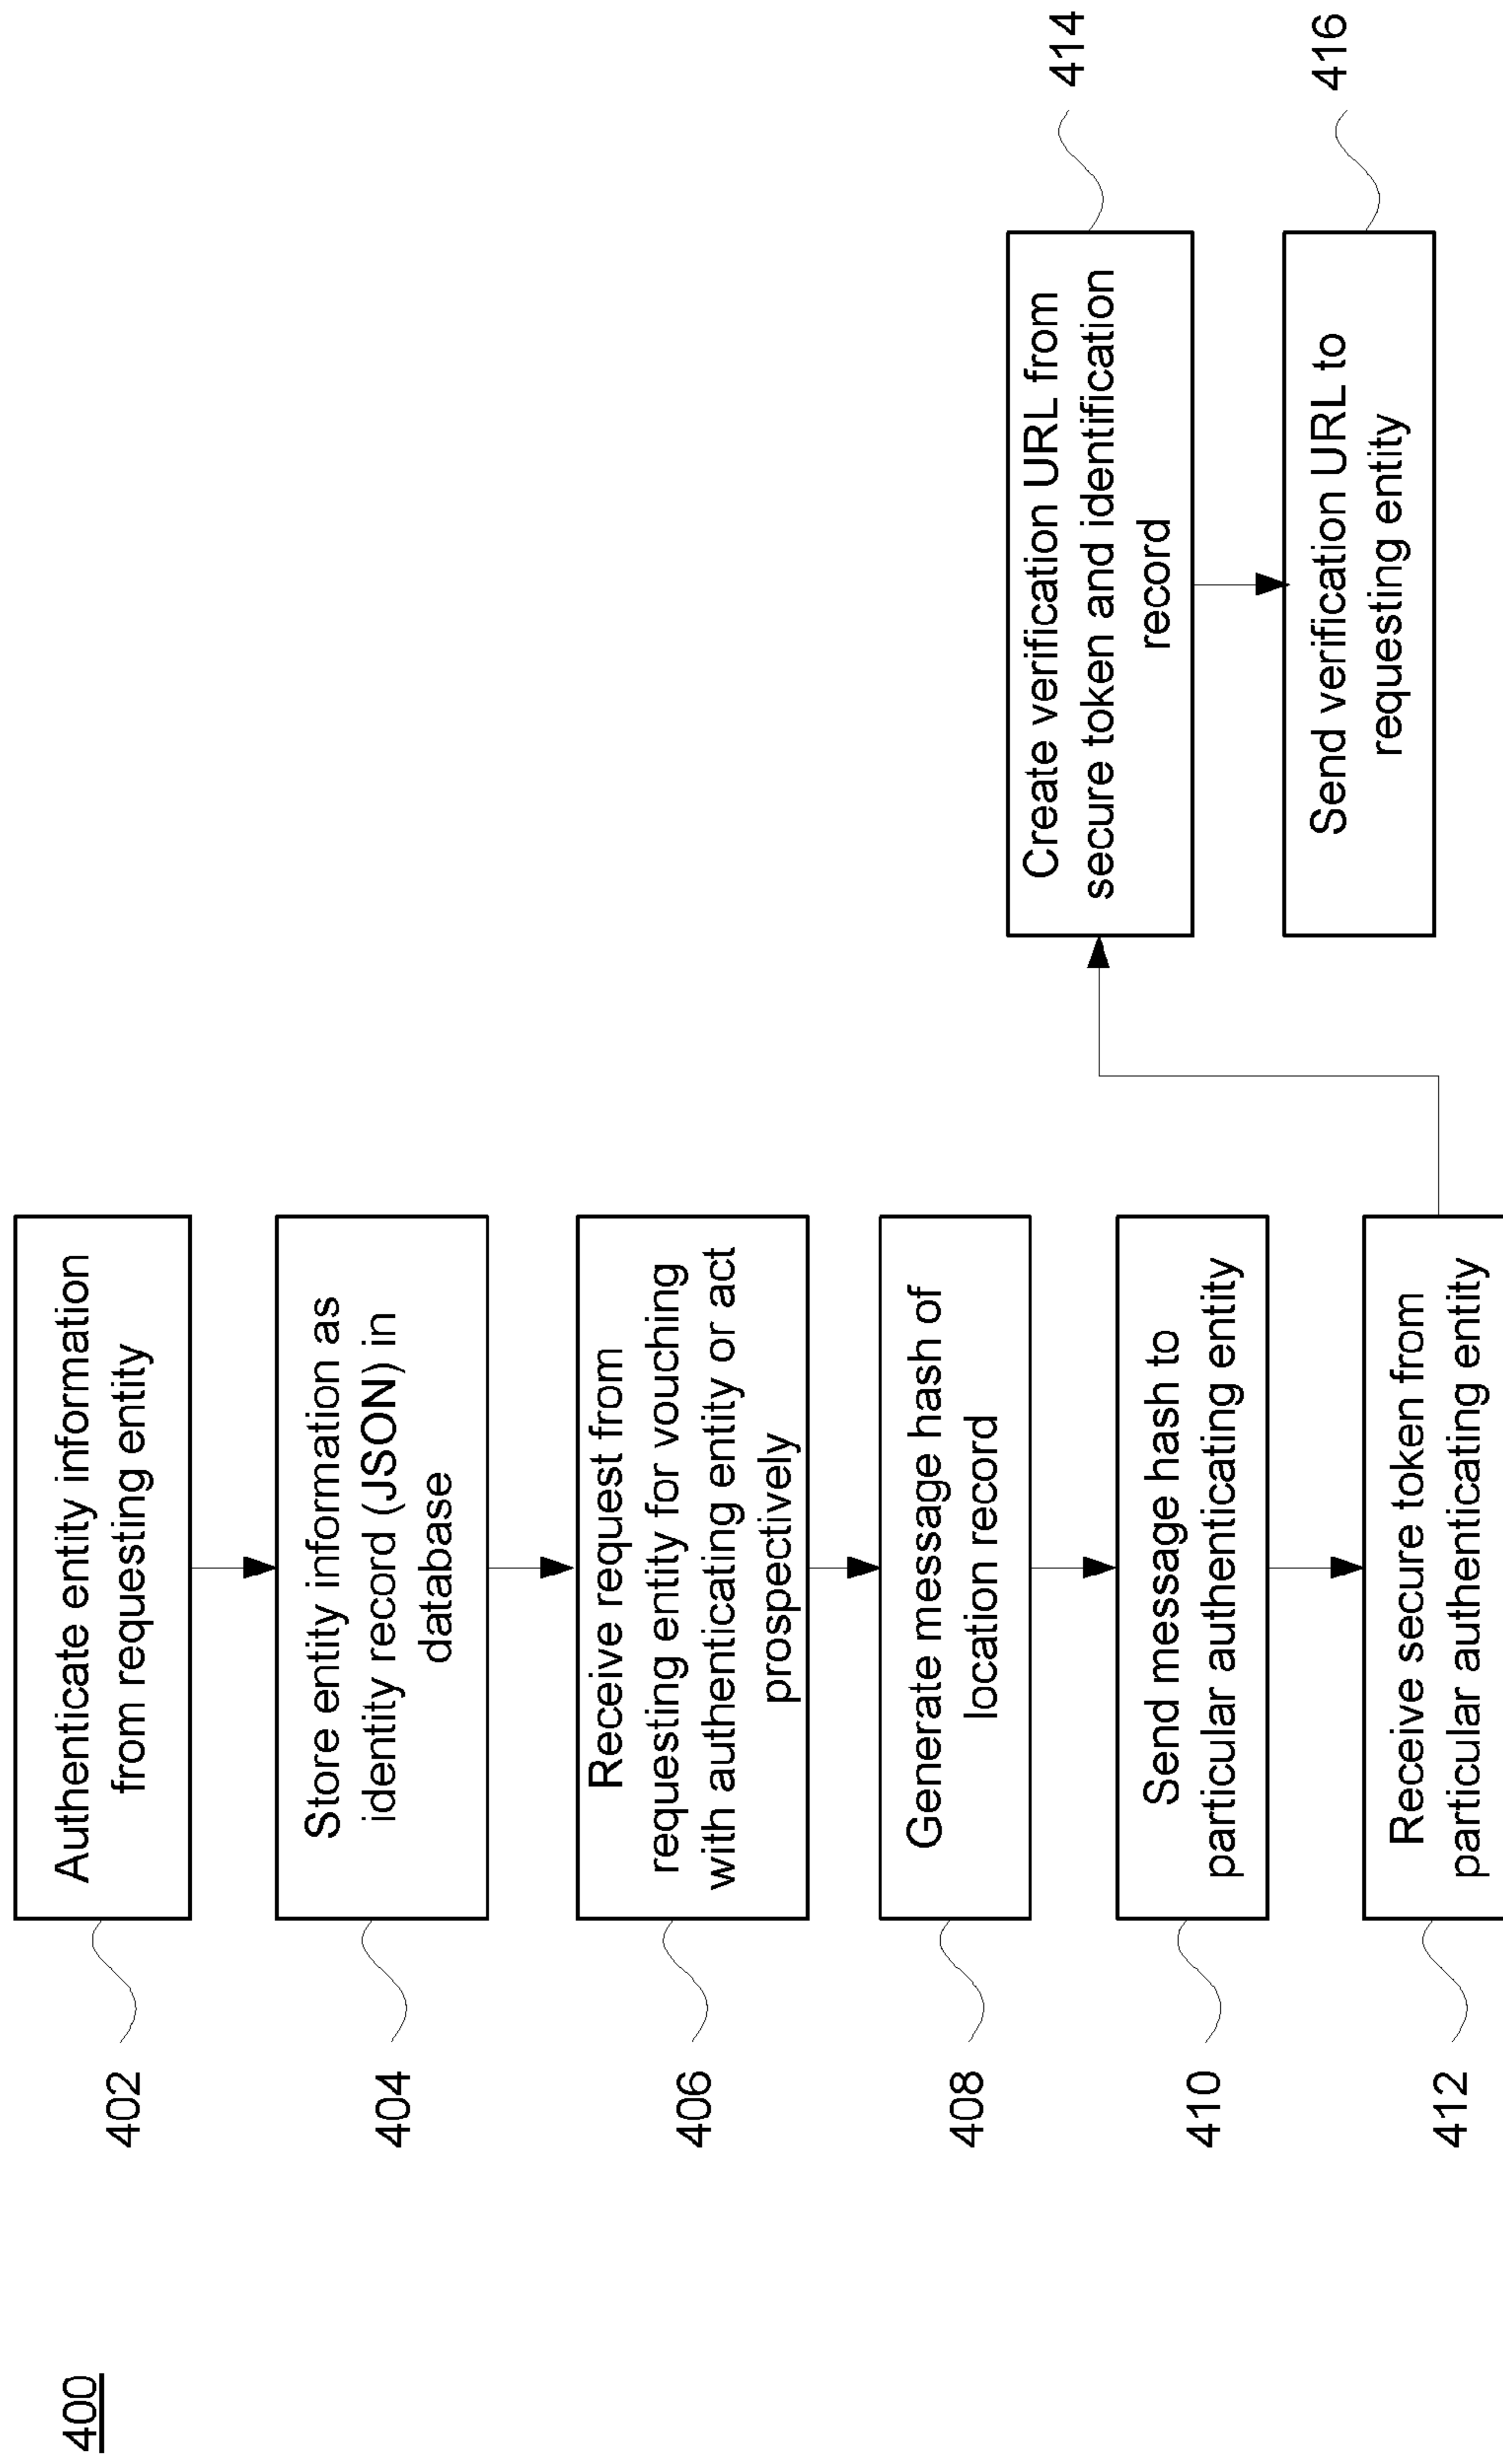 400
402
Authenticate entity information
from requesting entity
404
Store entity information as
identity record (JSON) in
database
406
Receive request from
requesting entity for vouching
with authenticating entity or act
prospectively
408
Generate message hash of
location record
410
Send message hash to
particular authenticating entity
412
Receive secure token from
particular authenticating entity
414
Create verification URL from
secure token and identification
record
416
Send verification URL to
requesting entity